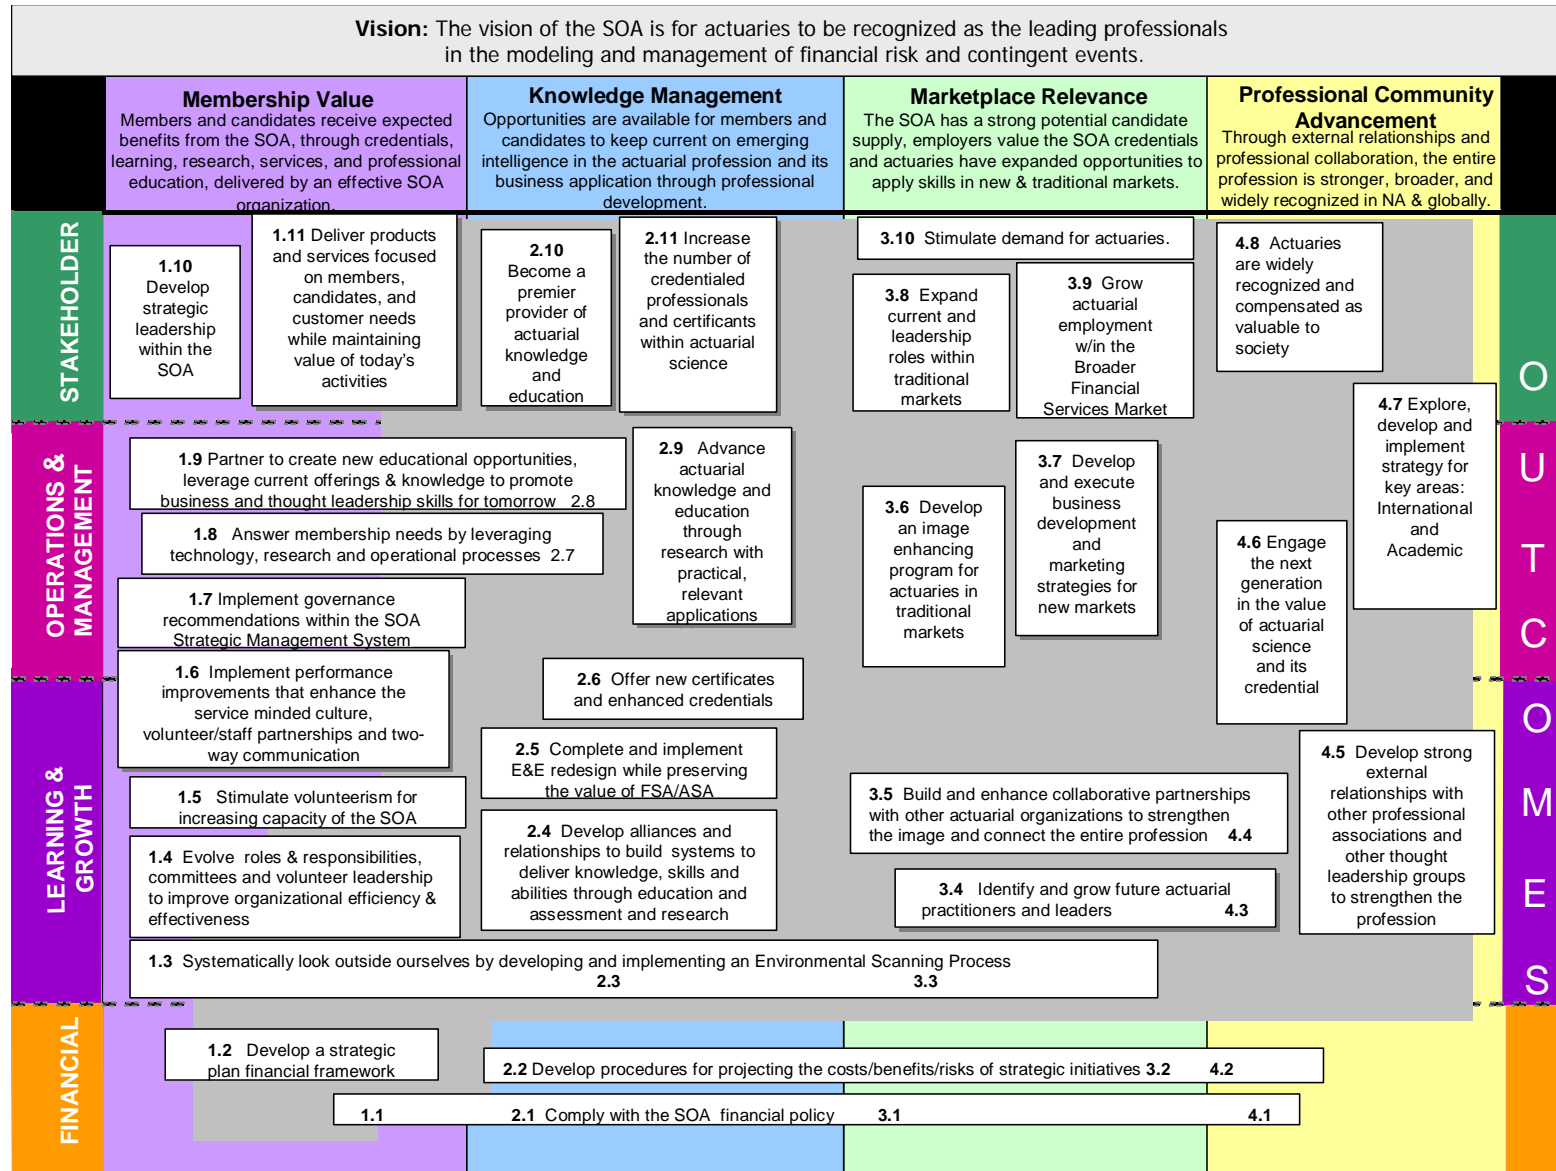 Vision: The vision of the SOA is for actuaries to be recognized as the leading professionals
in the modeling and management of financial risk and contingent events.
Membership Value
Members and candidates receive expected
benefits from the SOA, through credentials,
learning, research, services, and professional
education, delivered by an effective SOA
organization.
Knowledge Management
Opportunities are available for members and
candidates to keep current on emerging
intelligence in the actuarial profession and its
business application through professional
development.
Marketplace Relevance
The SOA has a strong potential candidate
supply, employers value the SOA credentials
and actuaries have expanded opportunities to
apply skills in new & traditional markets.
Professional Community
Advancement
Through external relationships and
professional collaboration, the entire
profession is stronger, broader, and
widely recognized in NA & globally.
STAKEHOLDER
1.10
Develop
strategic
leadership
within the
SOA
1.11 Deliver products
and services focused
on members,
candidates, and
customer needs
while maintaining
value of today's
activities
2.10
Become a
premier
provider of
actuarial
knowledge
and
education
2.11 Increase
the number of
credentialed
professionals
and certificants
within actuarial
science
3.10 Stimulate demand for actuaries.
3.8 Expand
current and
leadership
roles within
traditional
markets
3.9 Grow
actuarial
employment
w/in the
Broader
Financial
Services Market
4.8 Actuaries
are widely
recognized and
compensated as
valuable to
society
4.7 Explore,
develop and
implement
strategy for
key areas:
International
and
Academic
OPERATIONS &
MANAGEMENT
1.9 Partner to create new educational opportunities,
leverage current offerings & knowledge to promote
business and thought leadership skills for tomorrow 2.8
1.8 Answer membership needs by leveraging
technology, research and operational processes 2.7
1.7 Implement governance
recommendations within the SOA
Strategic Management System
1.6 Implement performance
improvements that enhance the
service minded culture,
volunteer/staff partnerships and two-
way communication
2.9 Advance
actuarial
knowledge and
education
through
research with
practical,
relevant
applications
2.6 Offer new certificates
and enhanced credentials
3.6 Develop
an image
enhancing
program for
actuaries in
traditional
markets
3.7 Develop
and execute
business
development
and
marketing
strategies for
new markets
4.6 Engage
the next
generation
in the value
of actuarial
science
and its
credential
LEARNING &
GROWTH
1.5 Stimulate volunteerism for
increasing capacity of the SOA
1.4 Evolve roles & responsibilities,
committees and volunteer leadership
to improve organizational efficiency &
effectiveness
2.5 Complete and implement
E&E redesign while preserving
the value of FSA/ASA
2.4 Develop alliances and
relationships to build systems to
deliver knowledge, skills and
abilities through education and
assessment and research
3.5 Build and enhance collaborative partnerships
with other actuarial organizations to strengthen
the image and connect the entire profession 4.4
3.4 Identify and grow future actuarial
practitioners and leaders 4.3
4.5 Develop strong
external
relationships with
other professional
associations and
other thought
leadership groups
to strengthen the
profession
1.3 Systematically look outside ourselves by developing and implementing an Environmental Scanning Process
2.3 3.3
FINANCIAL
1.2 Develop a strategic
plan financial framework
2.2 Develop procedures for projecting the costs/benefits/risks of strategic initiatives 3.2 4.2
1.1 2.1 Comply with the SOA financial policy 3.1 4.1
O
U
T
C
O
M
E
S